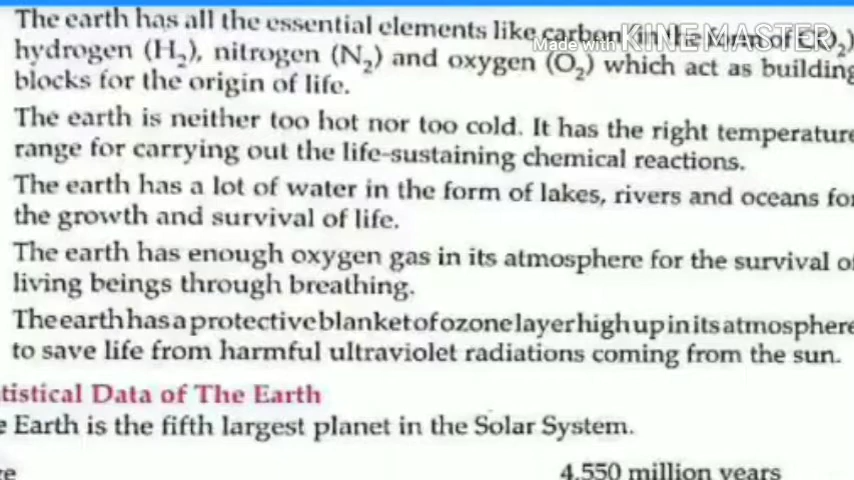 The earth has all the essential elements like carbon (in the form of CO₂)
Made with KINEMASTER
hydrogen (H₂), nitrogen (N₂) and oxygen (O₂) which act as building
blocks for the origin of life.
The earth is neither too hot nor too cold. It has the right temperature
range for carrying out the life-sustaining chemical reactions.
The earth has a lot of water in the form of lakes, rivers and oceans for
the growth and survival of life.
The earth has enough oxygen gas in its atmosphere for the survival of
living beings through breathing.
The earth has a protective blanket of ozone layer high up in its atmosphere
to save life from harmful ultraviolet radiations coming from the sun.
tistical Data of The Earth
e Earth is the fifth largest planet in the Solar System.
ge
4,550 million years